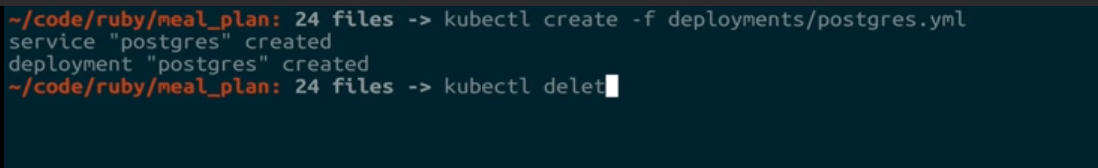 ~/code/ruby/meal_plan: 24 files -> kubectl create -f deployments/postgres.yml
service "postgres" created
deployment "postgres" created
~/code/ruby/meal_plan: 24 files -> kubectl delet